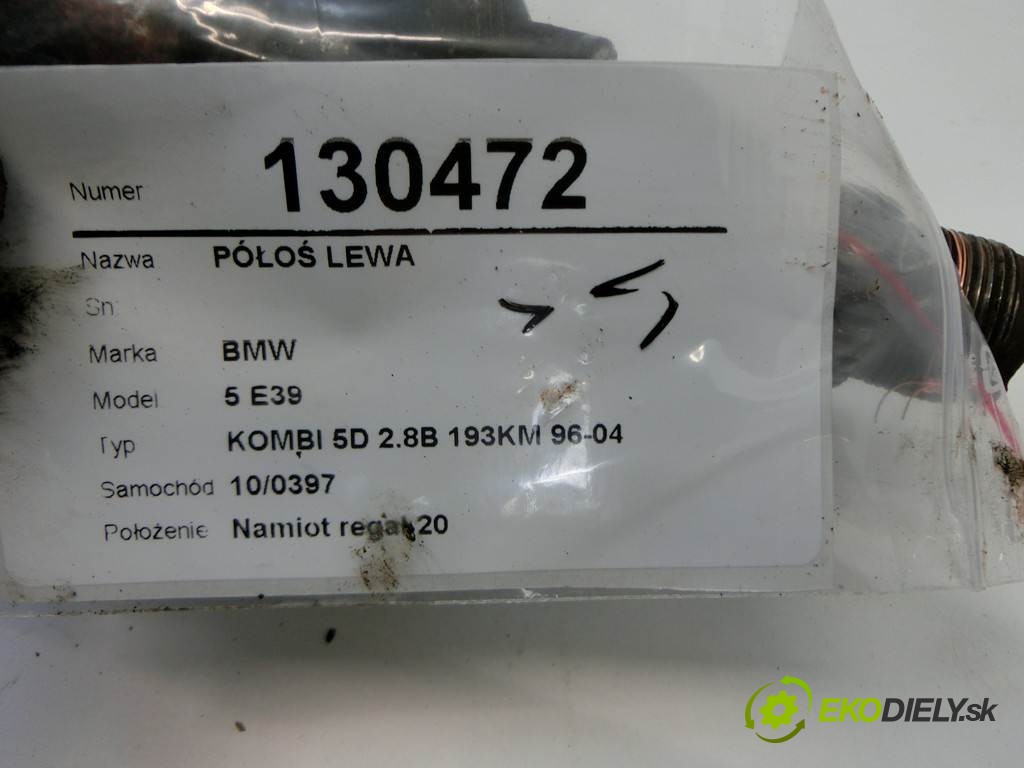 Numer 130472
Nazwa PÓŁOŚ LEWA
Sn
Marka BMW
Model 5 E39
Typ KOMBI 5D 2.8B 193KM 96-04
Samochód 10/0397
Położenie Namiot regał 20
EKODIELY.sk